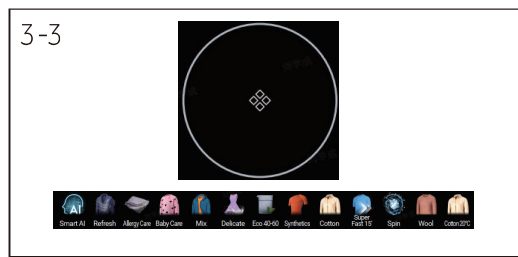 3-3
AI
Smart AI Refresh Allergy Care Baby Care Mix Delicate Eco 40-60 Synthetics Cotton Super Fast 15' Spin Wool Cotton 20°C